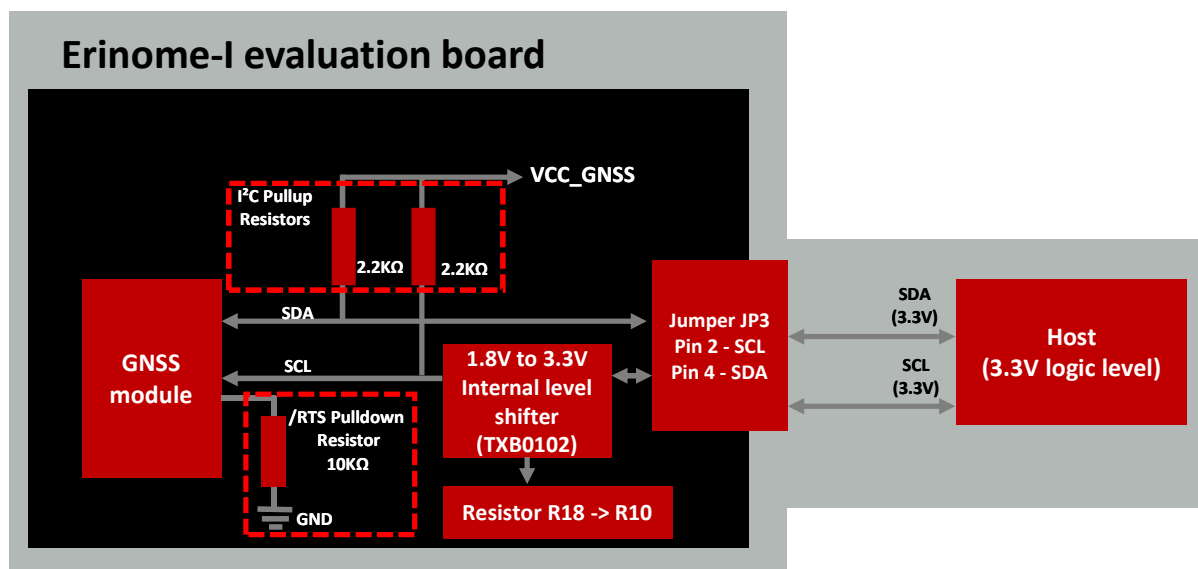 Erinome-I evaluation board
VCC_GNSS
I²C Pullup
Resistors
2.2KΩ
2.2KΩ
SDA
SCL
GNSS
module
/RTS Pulldown
Resistor
10KΩ
GND
1.8V to 3.3V
Internal level
shifter
(TXB0102)
Resistor R18 -> R10
Jumper JP3
Pin 2 - SCL
Pin 4 - SDA
SDA
(3.3V)
SCL
(3.3V)
Host
(3.3V logic level)